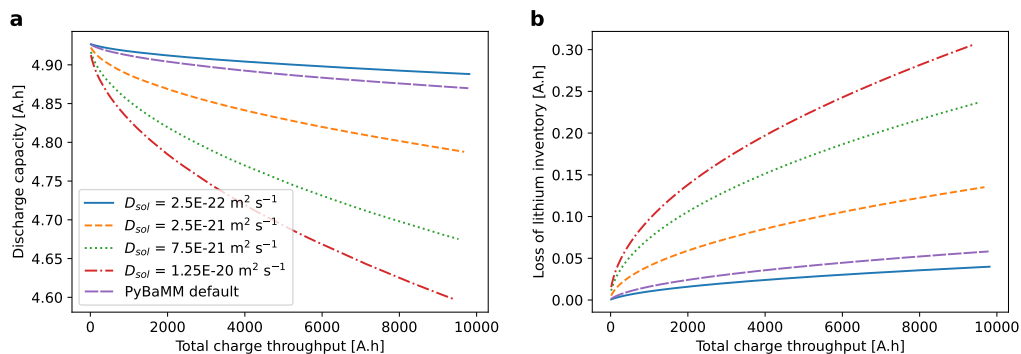 a
Discharge capacity [A.h]
4.90
4.85
4.80
4.75
4.70
4.65
4.60
D_sol = 2.5E-22 m² s⁻¹
D_sol = 2.5E-21 m² s⁻¹
D_sol = 7.5E-21 m² s⁻¹
D_sol = 1.25E-20 m² s⁻¹
PyBaMM default
0 2000 4000 6000 8000 10000
Total charge throughput [A.h]
b
Loss of lithium inventory [A.h]
0.30
0.25
0.20
0.15
0.10
0.05
0.00
0 2000 4000 6000 8000 10000
Total charge throughput [A.h]